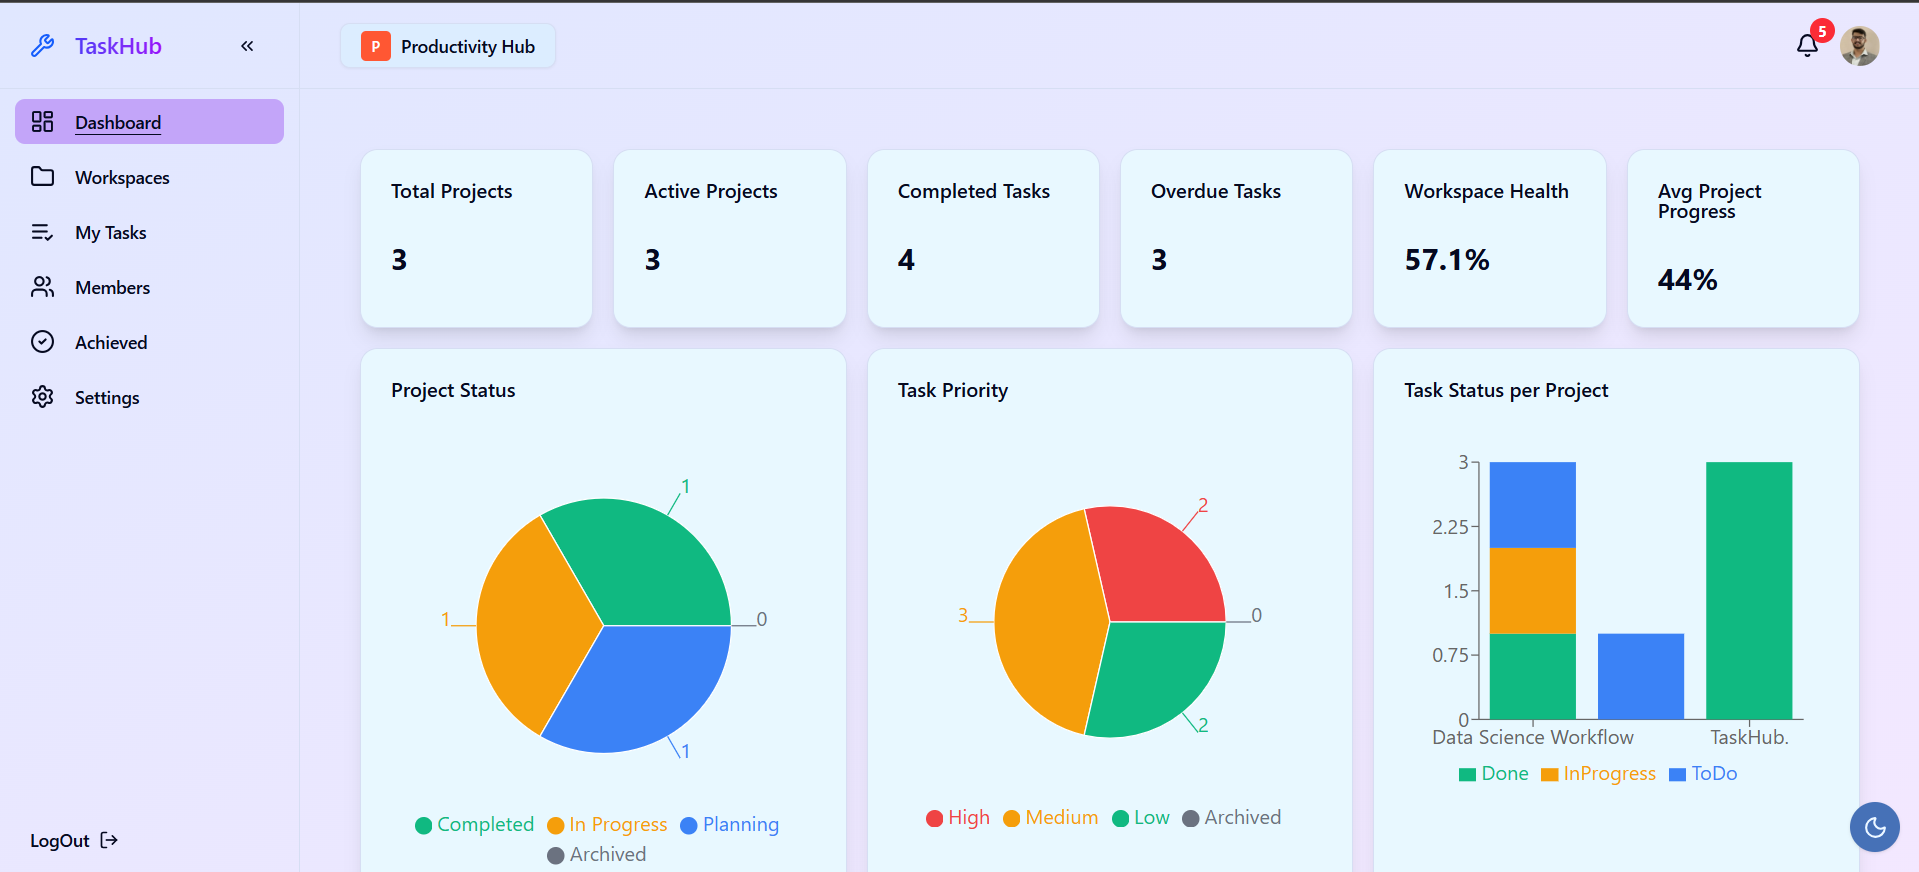 TaskHub
P Productivity Hub
5
Dashboard
Workspaces
My Tasks
Members
Achieved
Settings
LogOut
Total Projects
3
Active Projects
3
Completed Tasks
4
Overdue Tasks
3
Workspace Health
57.1%
Avg Project
Progress
44%
Project Status
1
1
0
1
Completed In Progress Planning
Archived
Task Priority
2
3
0
2
High Medium Low Archived
Task Status per Project
3
2.25
1.5
0.75
0
Data Science Workflow TaskHub.
Done InProgress ToDo